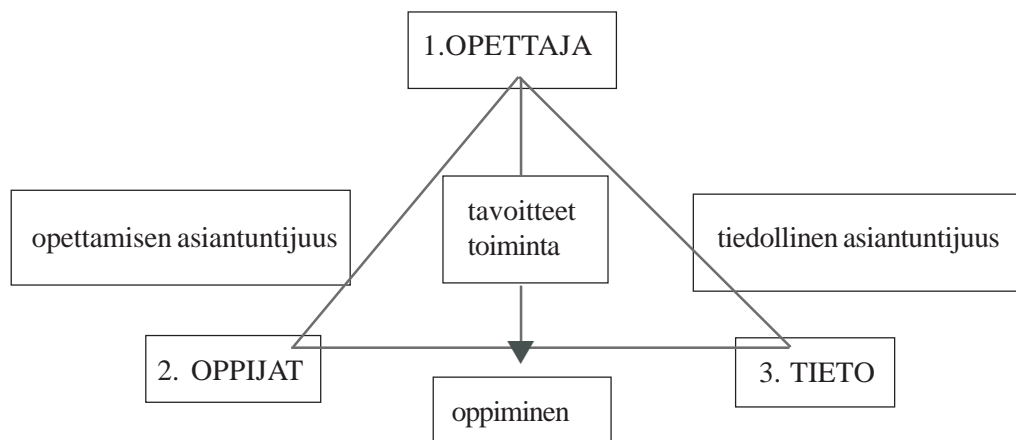 1.OPETTAJA
opettamisen asiantuntijuus
tavoitteet
toiminta
tiedollinen asiantuntijuus
2. OPPIJAT
3. TIETO
oppiminen